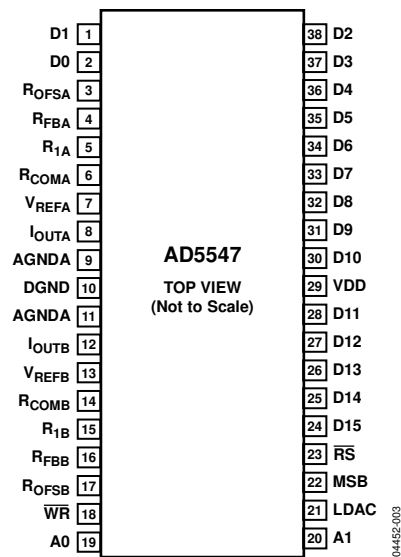 D1 1
D0 2
ROFSA 3
RFBA 4
R1A 5
RCOMA 6
VREFA 7
IOUTA 8
AGNDA 9
DGND 10
AGNDA 11
IOUTB 12
VREFB 13
RCOMB 14
R1B 15
RFBB 16
ROFSB 17
WR 18
A0 19
AD5547
TOP VIEW
(Not to Scale)
38 D2
37 D3
36 D4
35 D5
34 D6
33 D7
32 D8
31 D9
30 D10
29 VDD
28 D11
27 D12
26 D13
25 D14
24 D15
23 RS
22 MSB
21 LDAC
20 A1
04452-003